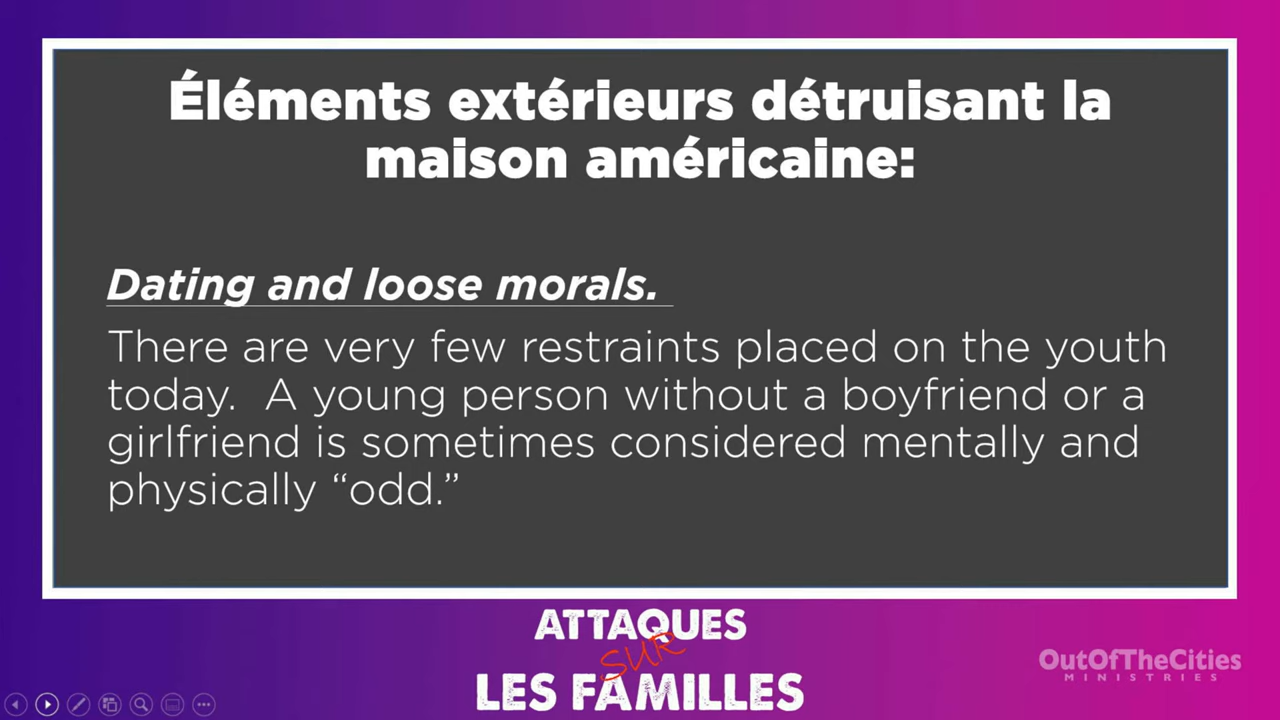 Éléments extérieurs détruisant la
maison américaine:
Dating and loose morals.
There are very few restraints placed on the youth
today.  A young person without a boyfriend or a
girlfriend is sometimes considered mentally and
physically “odd.”
ATTAQUES
SUR
LES FAMILLES
OutOfTheCities
MINISTRIES